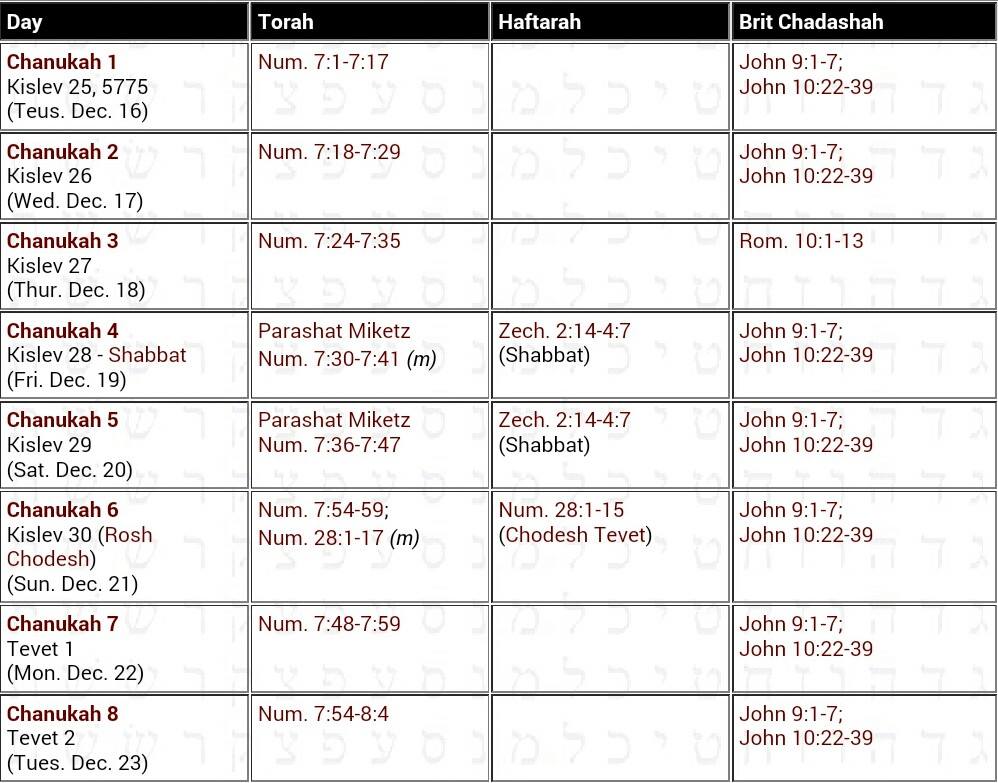 Day Torah Haftarah Brit Chadashah
Chanukah 1 Num. 7:1-7:17 John 9:1-7;
Kislev 25, 5775 John 10:22-39
(Teus. Dec. 16)
Chanukah 2 Num. 7:18-7:29 John 9:1-7;
Kislev 26 John 10:22-39
(Wed. Dec. 17)
Chanukah 3 Num. 7:24-7:35 Rom. 10:1-13
Kislev 27
(Thur. Dec. 18)
Chanukah 4 Parashat Miketz Zech. 2:14-4:7 John 9:1-7;
Kislev 28 - Shabbat Num. 7:30-7:41 (m) (Shabbat) John 10:22-39
(Fri. Dec. 19)
Chanukah 5 Parashat Miketz Zech. 2:14-4:7 John 9:1-7;
Kislev 29 Num. 7:36-7:47 (Shabbat) John 10:22-39
(Sat. Dec. 20)
Chanukah 6 Num. 7:54-59; Num. 28:1-15 John 9:1-7;
Kislev 30 (Rosh Num. 28:1-17 (m) (Chodesh Tevet) John 10:22-39
Chodesh)
(Sun. Dec. 21)
Chanukah 7 Num. 7:48-7:59 John 9:1-7;
Tevet 1 John 10:22-39
(Mon. Dec. 22)
Chanukah 8 Num. 7:54-8:4 John 9:1-7;
Tevet 2 John 10:22-39
(Tues. Dec. 23)